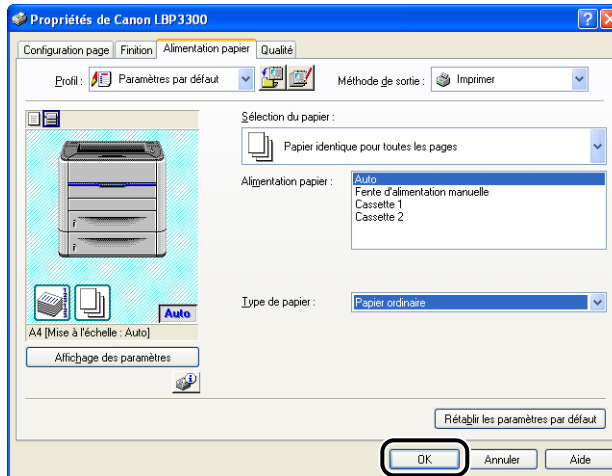 Propriétés de Canon LBP3300
Configuration page Finition Alimentation papier Qualité
Profil : Paramètres par défaut Méthode de sortie : Imprimer
Sélection du papier :
Papier identique pour toutes les pages
Alimentation papier : Auto
Fente d'alimentation manuelle
Cassette 1
Cassette 2
Auto
Type de papier : Papier ordinaire
A4 [Mise à l'échelle : Auto]
Affichage des paramètres
Rétablir les paramètres par défaut
OK Annuler Aide